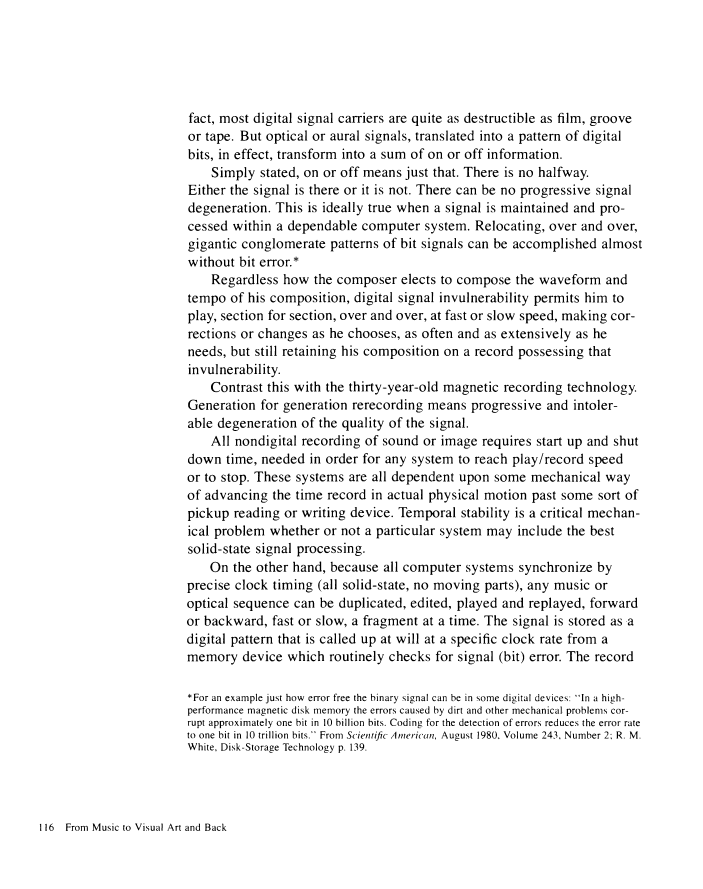 fact, most digital signal carriers are quite as destructible as film, groove
or tape. But optical or aural signals, translated into a pattern of digital
bits, in effect, transform into a sum of on or off information.
Simply stated, on or off means just that. There is no halfway.
Either the signal is there or it is not. There can be no progressive signal
degeneration. This is ideally true when a signal is maintained and pro-
cessed within a dependable computer system. Relocating, over and over,
gigantic conglomerate patterns of bit signals can be accomplished almost
without bit error.*
Regardless how the composer elects to compose the waveform and
tempo of his composition, digital signal invulnerability permits him to
play, section for section, over and over, at fast or slow speed, making cor-
rections or changes as he chooses, as often and as extensively as he
needs, but still retaining his composition on a record possessing that
invulnerability.
Contrast this with the thirty-year-old magnetic recording technology.
Generation for generation rerecording means progressive and intoler-
able degeneration of the quality of the signal.
All nondigital recording of sound or image requires start up and shut
down time, needed in order for any system to reach play/record speed
or to stop. These systems are all dependent upon some mechanical way
of advancing the time record in actual physical motion past some sort of
pickup reading or writing device. Temporal stability is a critical mechan-
ical problem whether or not a particular system may include the best
solid-state signal processing.
On the other hand, because all computer systems synchronize by
precise clock timing (all solid-state, no moving parts), any music or
optical sequence can be duplicated, edited, played and replayed, forward
or backward, fast or slow, a fragment at a time. The signal is stored as a
digital pattern that is called up at will at a specific clock rate from a
memory device which routinely checks for signal (bit) error. The record
*For an example just how error free the binary signal can be in some digital devices: "In a high-
performance magnetic disk memory the errors caused by dirt and other mechanical problems cor-
rupt approximately one bit in 10 billion bits. Coding for the detection of errors reduces the error rate
to one bit in 10 trillion bits." From Scientific American, August 1980, Volume 243, Number 2; R. M.
White, Disk-Storage Technology p. 139.
116 From Music to Visual Art and Back